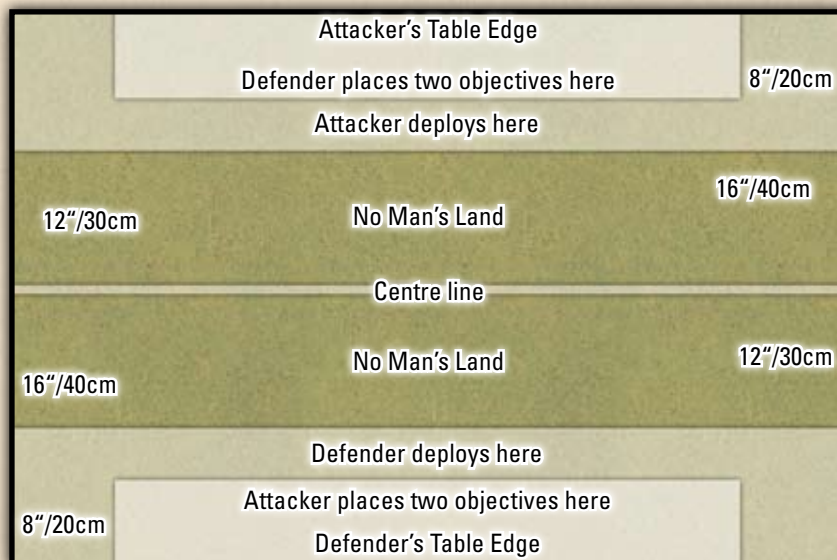 Attacker's Table Edge
Defender places two objectives here
8“/20cm
Attacker deploys here
16“/40cm
12“/30cm
No Man's Land
Centre line
No Man's Land
12“/30cm
16“/40cm
Defender deploys here
Attacker places two objectives here
8“/20cm
Defender's Table Edge